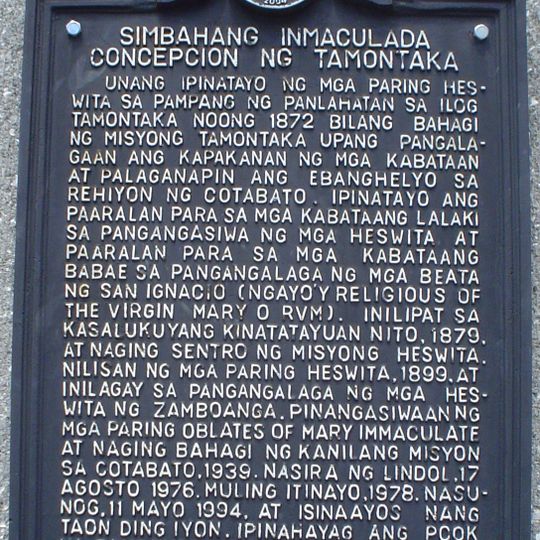 2004
SIMBAHANG INMACULADA
CONCEPCION NG TAMONTAKA
UNANG IPINATAYO NG MGA PARING HES-
WITA SA PAMPANG NG PANLAHATAN SA ILOG
TAMONTAKA NOONG 1872 BILANG BAHAGI
NG MISYONG TAMONTAKA UPANG PANGALA-
GAAN ANG KAPAKANAN NG MGA KABATAAN
AT PALAGANAPIN ANG EBANGHELYO SA
REHIYON NG COTABATO. IPINATAYO ANG
PAARALAN PARA SA MGA KABATAANG LALAKI
SA PANGANGASIWA NG MGA HESWITA AT
PAARALAN PARA SA MGA KABATAANG
BABAE SA PANGANGALAGA NG MGA BEATA
NG SAN IGNACIO (NGAYO'Y RELIGIOUS OF
THE VIRGIN MARY O RVM). INILIPAT SA
KASALUKUYANG KINATATAYUAN NITO, 1879,
AT NAGING SENTRO NG MISYONG HESWITA.
NILISAN NG MGA PARING HESWITA, 1899, AT
INILAGAY SA PANGANGALAGA NG MGA HES-
WITA NG ZAMBOANGA. PINANGASIWAAN NG
MGA PARING OBLATES OF MARY IMMACULATE
AT NAGING BAHAGI NG KANILANG MISYON
SA COTABATO, 1939. NASIRA NG LINDOL, 17
AGOSTO 1976. MULING ITINAYO, 1978. NASU-
NOG, 11 MAYO 1994, AT ISINAAYOS NANG
TAON DING IYON. IPINAHAYAG ANG POOK